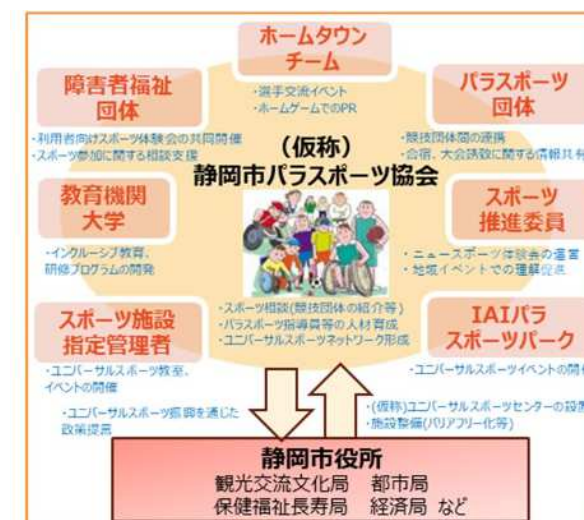 ホームタウン
チーム
・選手交流イベント
・ホームゲームでのPR
障害者福祉
団体
・利用者向けスポーツ体験会の共同開催
・スポーツ参加に関する相談支援
パラスポーツ
団体
・競技団体間の連携
・合宿、大会誘致に関する情報共有
(仮称)
静岡市パラスポーツ協会
教育機関
大学
・インクルーシブ教育、
研修プログラムの開発
スポーツ
推進委員
・ニュースポーツ体験会の運営
・地域イベントでの理解促進
・スポーツ相談(競技団体の紹介等)
・パラスポーツ指導員等の人材育成
・ユニバーサルスポーツネットワーク形成
スポーツ施設
指定管理者
・ユニバーサルスポーツ教室、
イベントの開催
IAIパラ
スポーツパーク
・ユニバーサルスポーツイベントの開
・ユニバーサルスポーツ振興を通じた
政策提言
・(仮称)ユニバーサルスポーツセンターの設置
・施設整備(バリアフリー化等)
静岡市役所
観光交流文化局 都市局
保健福祉長寿局 経済局 など